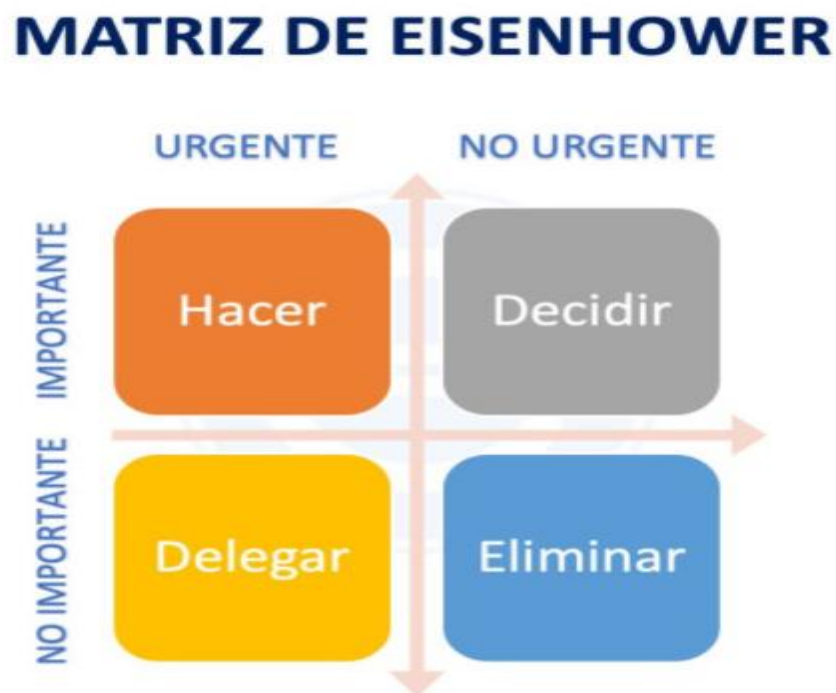 MATRIZ DE EISENHOWER
URGENTE
NO URGENTE
IMPORTANTE
Hacer
Decidir
NO IMPORTANTE
Delegar
Eliminar